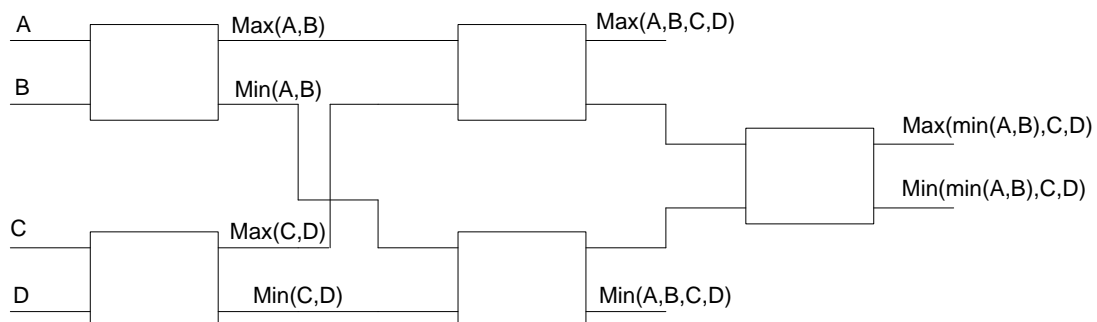 A
Max(A,B)
Max(A,B,C,D)
B
Min(A,B)
Max(min(A,B),C,D)
Min(min(A,B),C,D)
C
Max(C,D)
D
Min(C,D)
Min(A,B,C,D)